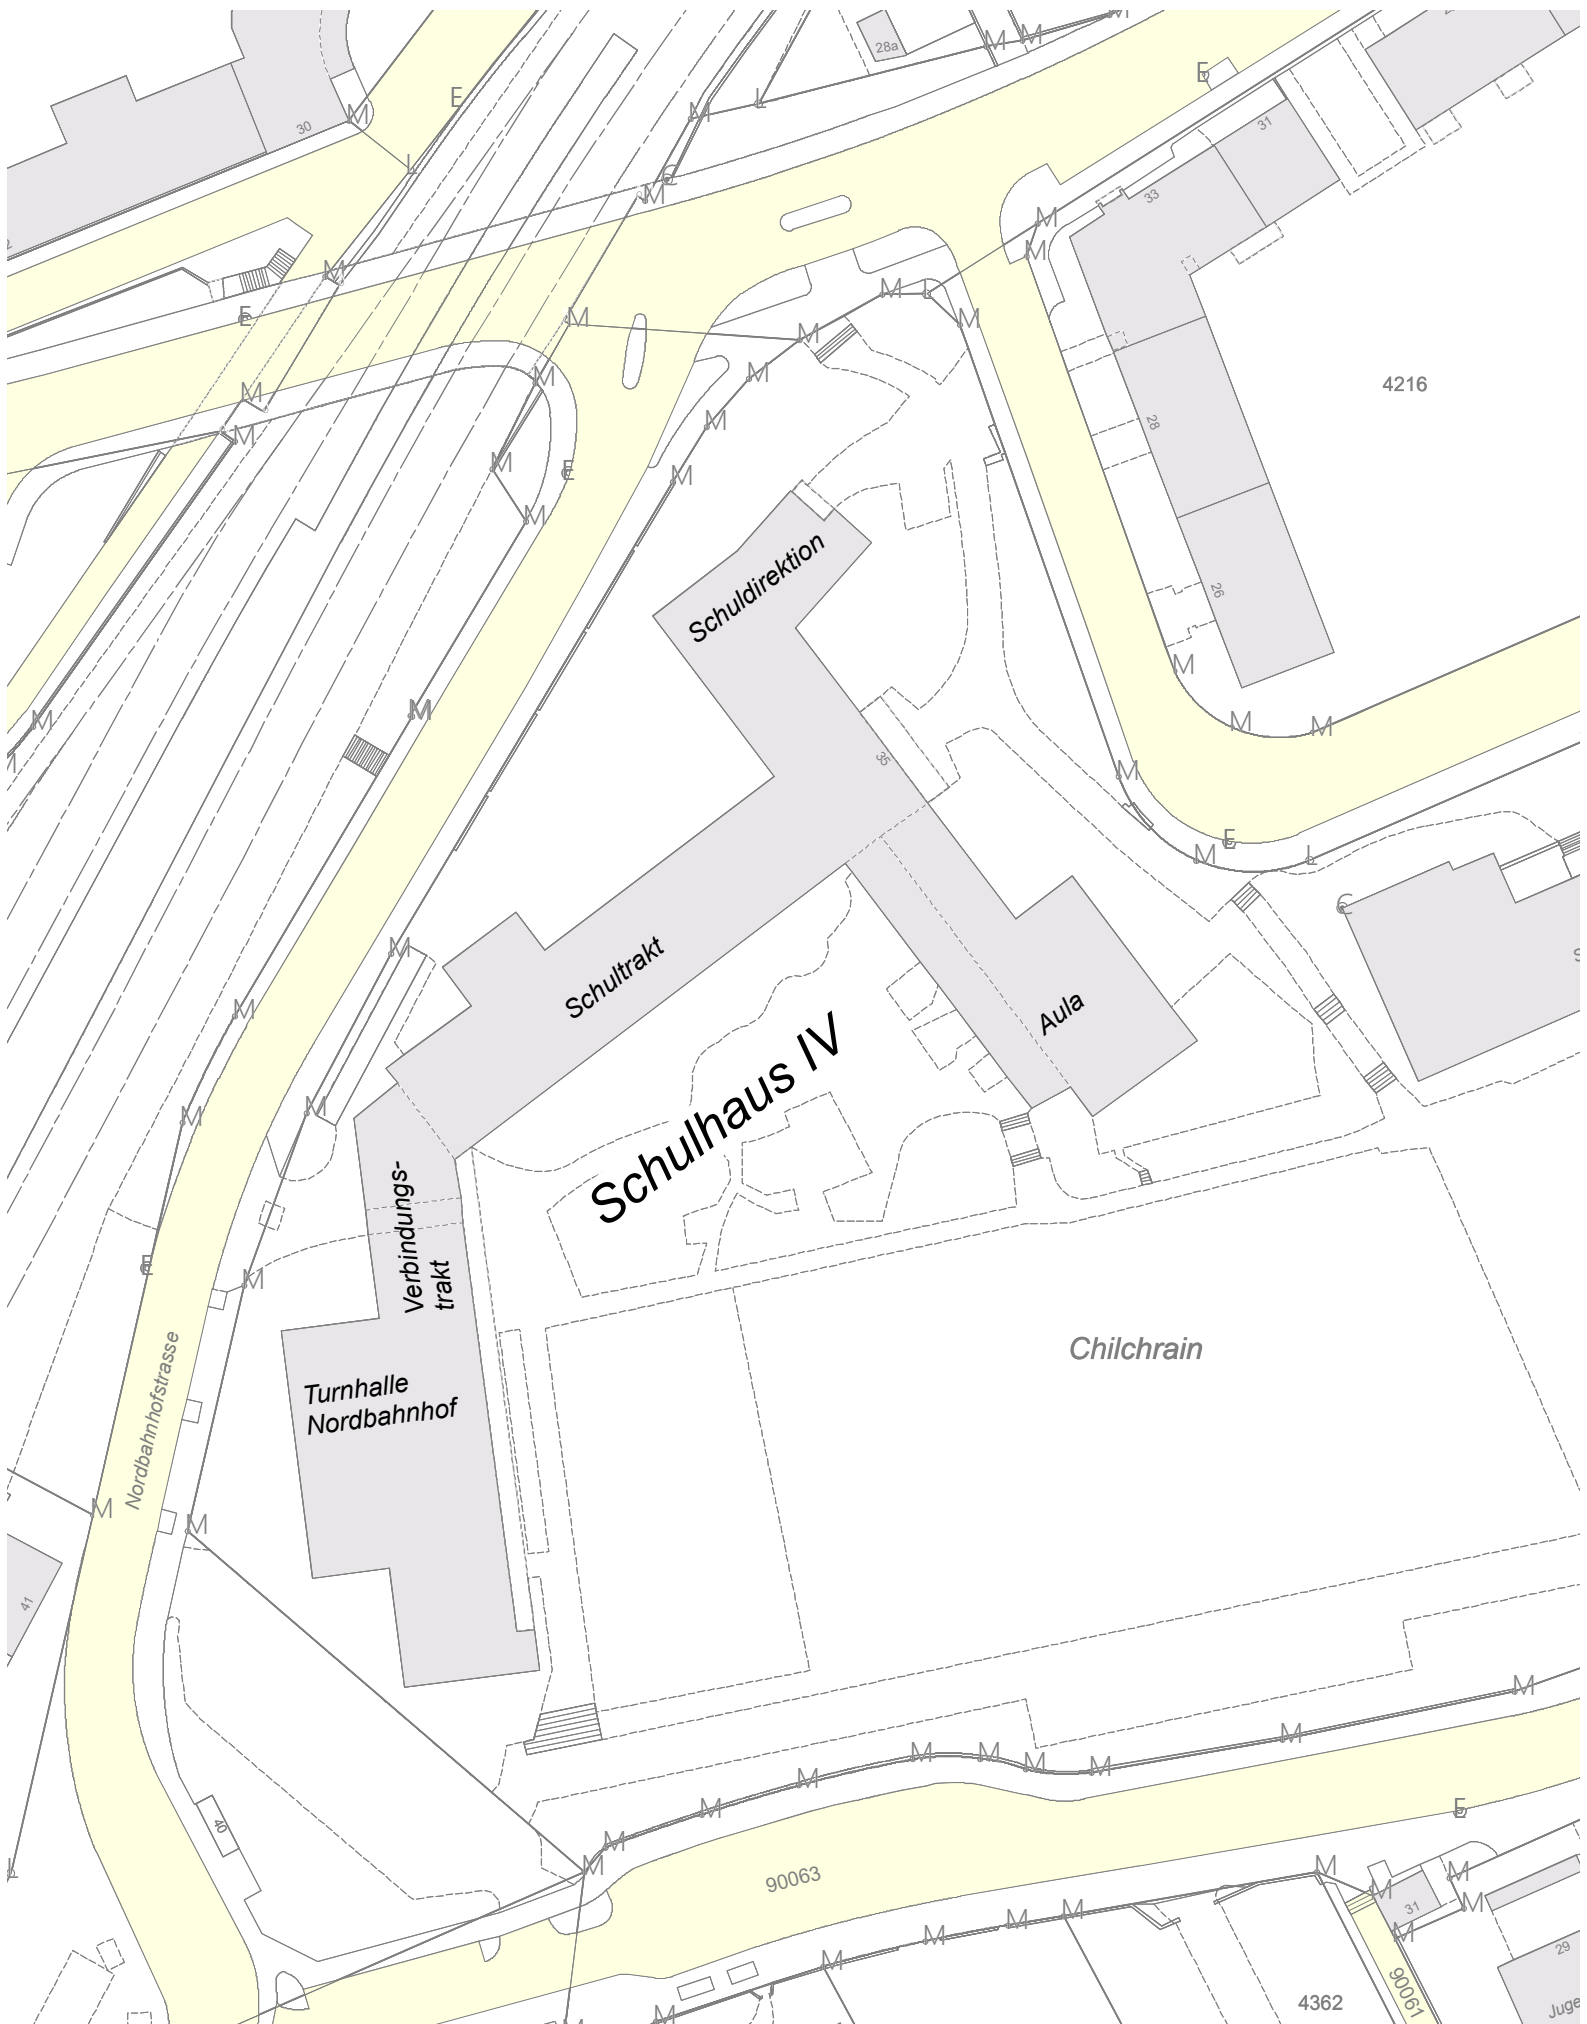 28a
30
31
33
4216
28
26
Schuldirektion
35
Schultrakt
Aula
Schulhaus IV
Verbindungs-
trakt
Chilchrain
Turnhalle
Nordbahnhof
Nordbahnhofstrasse
41
40
90063
31
29
90061
4362
Juge